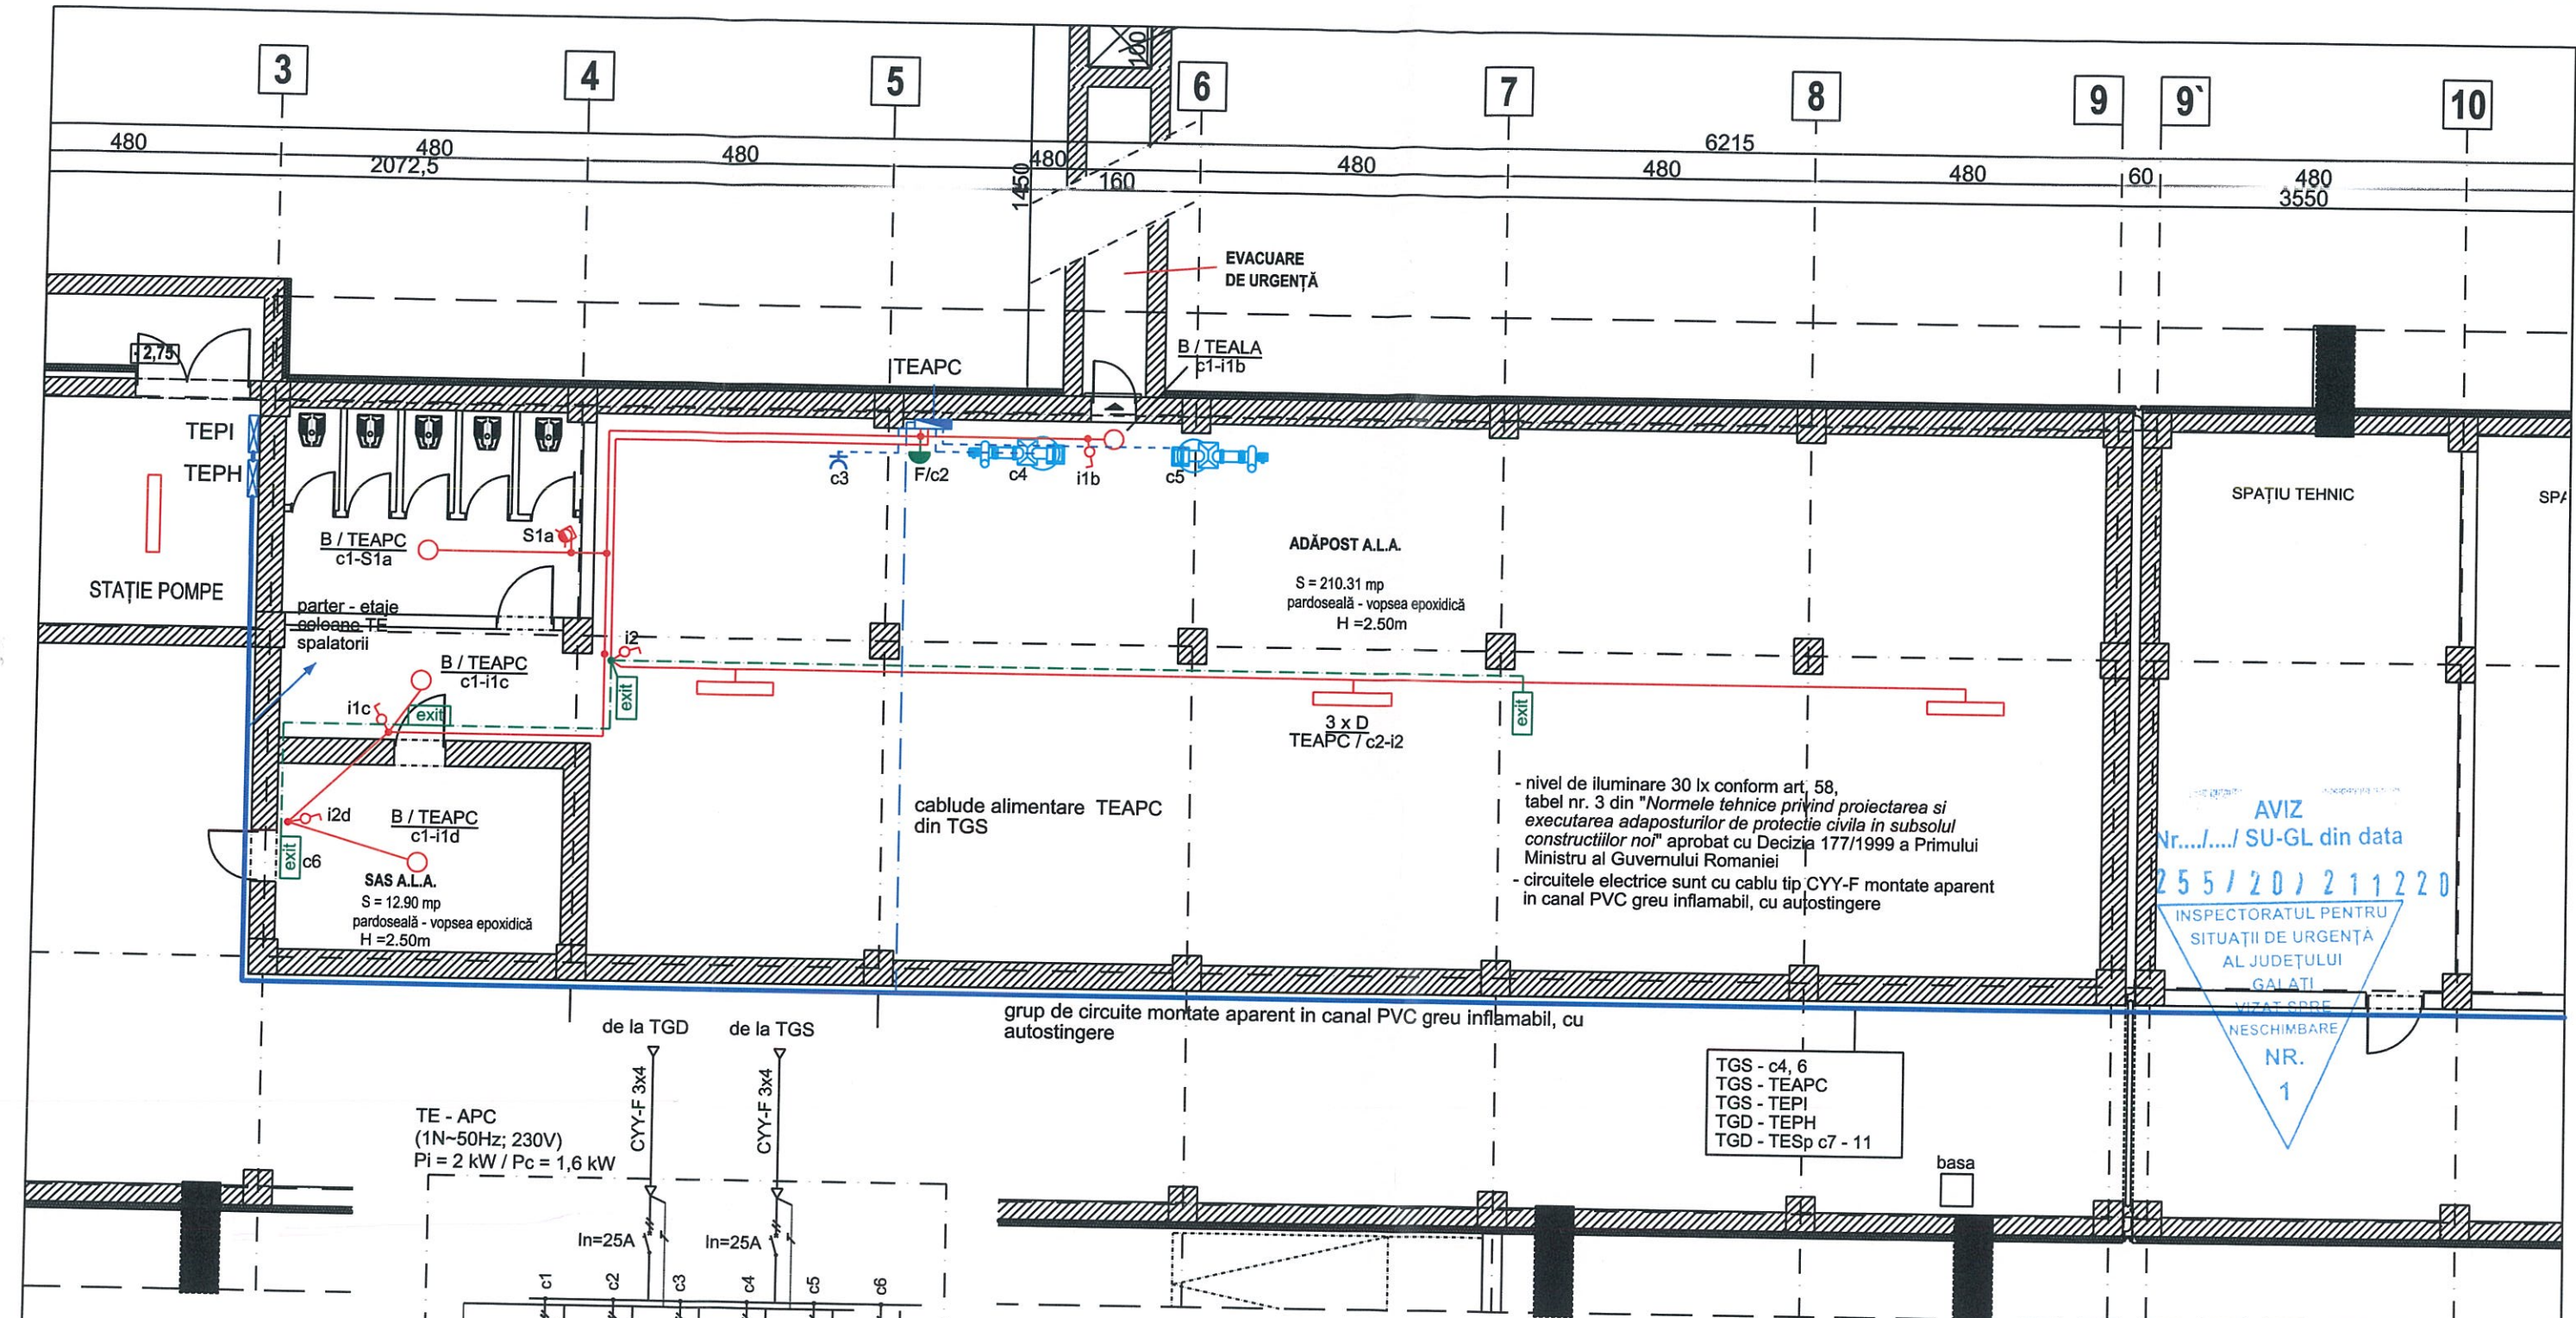 100
3
4
5
6
7
8
9
9`
10
480
480
480
480
480
480
480
60
480
6215
2072,5
160
3550
1450
EVACUARE
DE URGENȚĂ
- 2,75
TEAPC
B / TEALA
c1-i1b
TEPI
TEPH
c3
F/c2
c4
i1b
c5
SPAȚIU TEHNIC
B / TEAPC
c1-S1a
S1a
STAȚIE POMPE
ADĂPOST A.L.A.
S = 210.31 mp
pardoseală - vopsea epoxidică
H =2.50m
parter - etaje
coloane TE
spalatorii
i2
B / TEAPC
c1-i1c
i1c
exit
exit
exit
3 x D
TEAPC / c2-i2
i2d
B / TEAPC
c1-i1d
exit
c6
SAS A.L.A.
S = 12.90 mp
pardoseală - vopsea epoxidică
H =2.50m
cablude alimentare TEAPC
din TGS
- nivel de iluminare 30 lx conform art. 58,
tabel nr. 3 din "Normele tehnice privind proiectarea si
executarea adaposturilor de protectie civila in subsolul
constructiilor noi" aprobat cu Decizia 177/1999 a Primului
Ministru al Guvernului Romaniei
- circuitele electrice sunt cu cablu tip CYY-F montate aparent
in canal PVC greu inflamabil, cu autostingere
AVIZ
Nr..../..../ SU-GL din data
255/20/211220
INSPECTORATUL PENTRU
SITUAȚII DE URGENȚĂ
AL JUDEȚULUI
GALAȚI
VIZAT SPRE
NESCHIMBARE
NR.
1
grup de circuite montate aparent in canal PVC greu inflamabil, cu
autostingere
de la TGD
de la TGS
CYY-F 3x4
CYY-F 3x4
TE - APC
(1N~50Hz; 230V)
Pi = 2 kW / Pc = 1,6 kW
TGS - c4, 6
TGS - TEAPC
TGS - TEPI
TGD - TEPH
TGD - TESp c7 - 11
basa
In=25A
In=25A
c1
c2
c3
c4
c5
c6